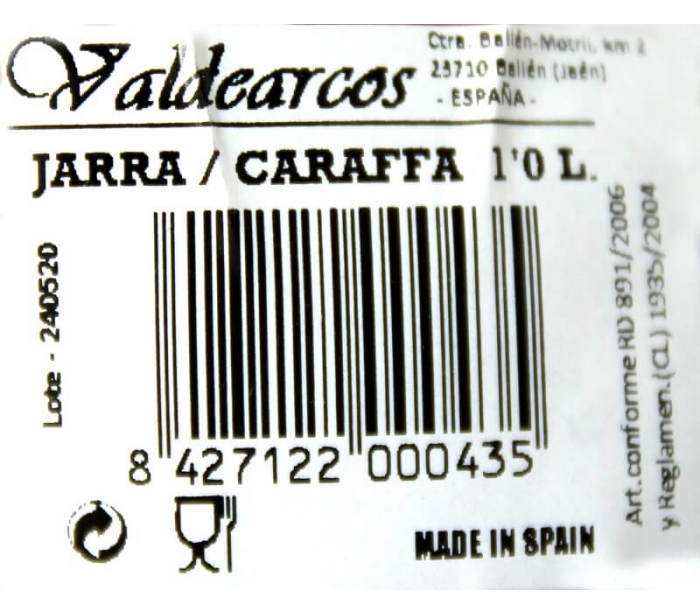 Valdearcos
Ctra. Bailén-Motril, km 2
23710 Bailén (Jaén)
- ESPAÑA -
JARRA / CARAFFA 1'0 L.
Lote - 240520
8 427122 000435
Art.conforme RD 891/2006
y Reglamen.(CL) 1935/2004
MADE IN SPAIN